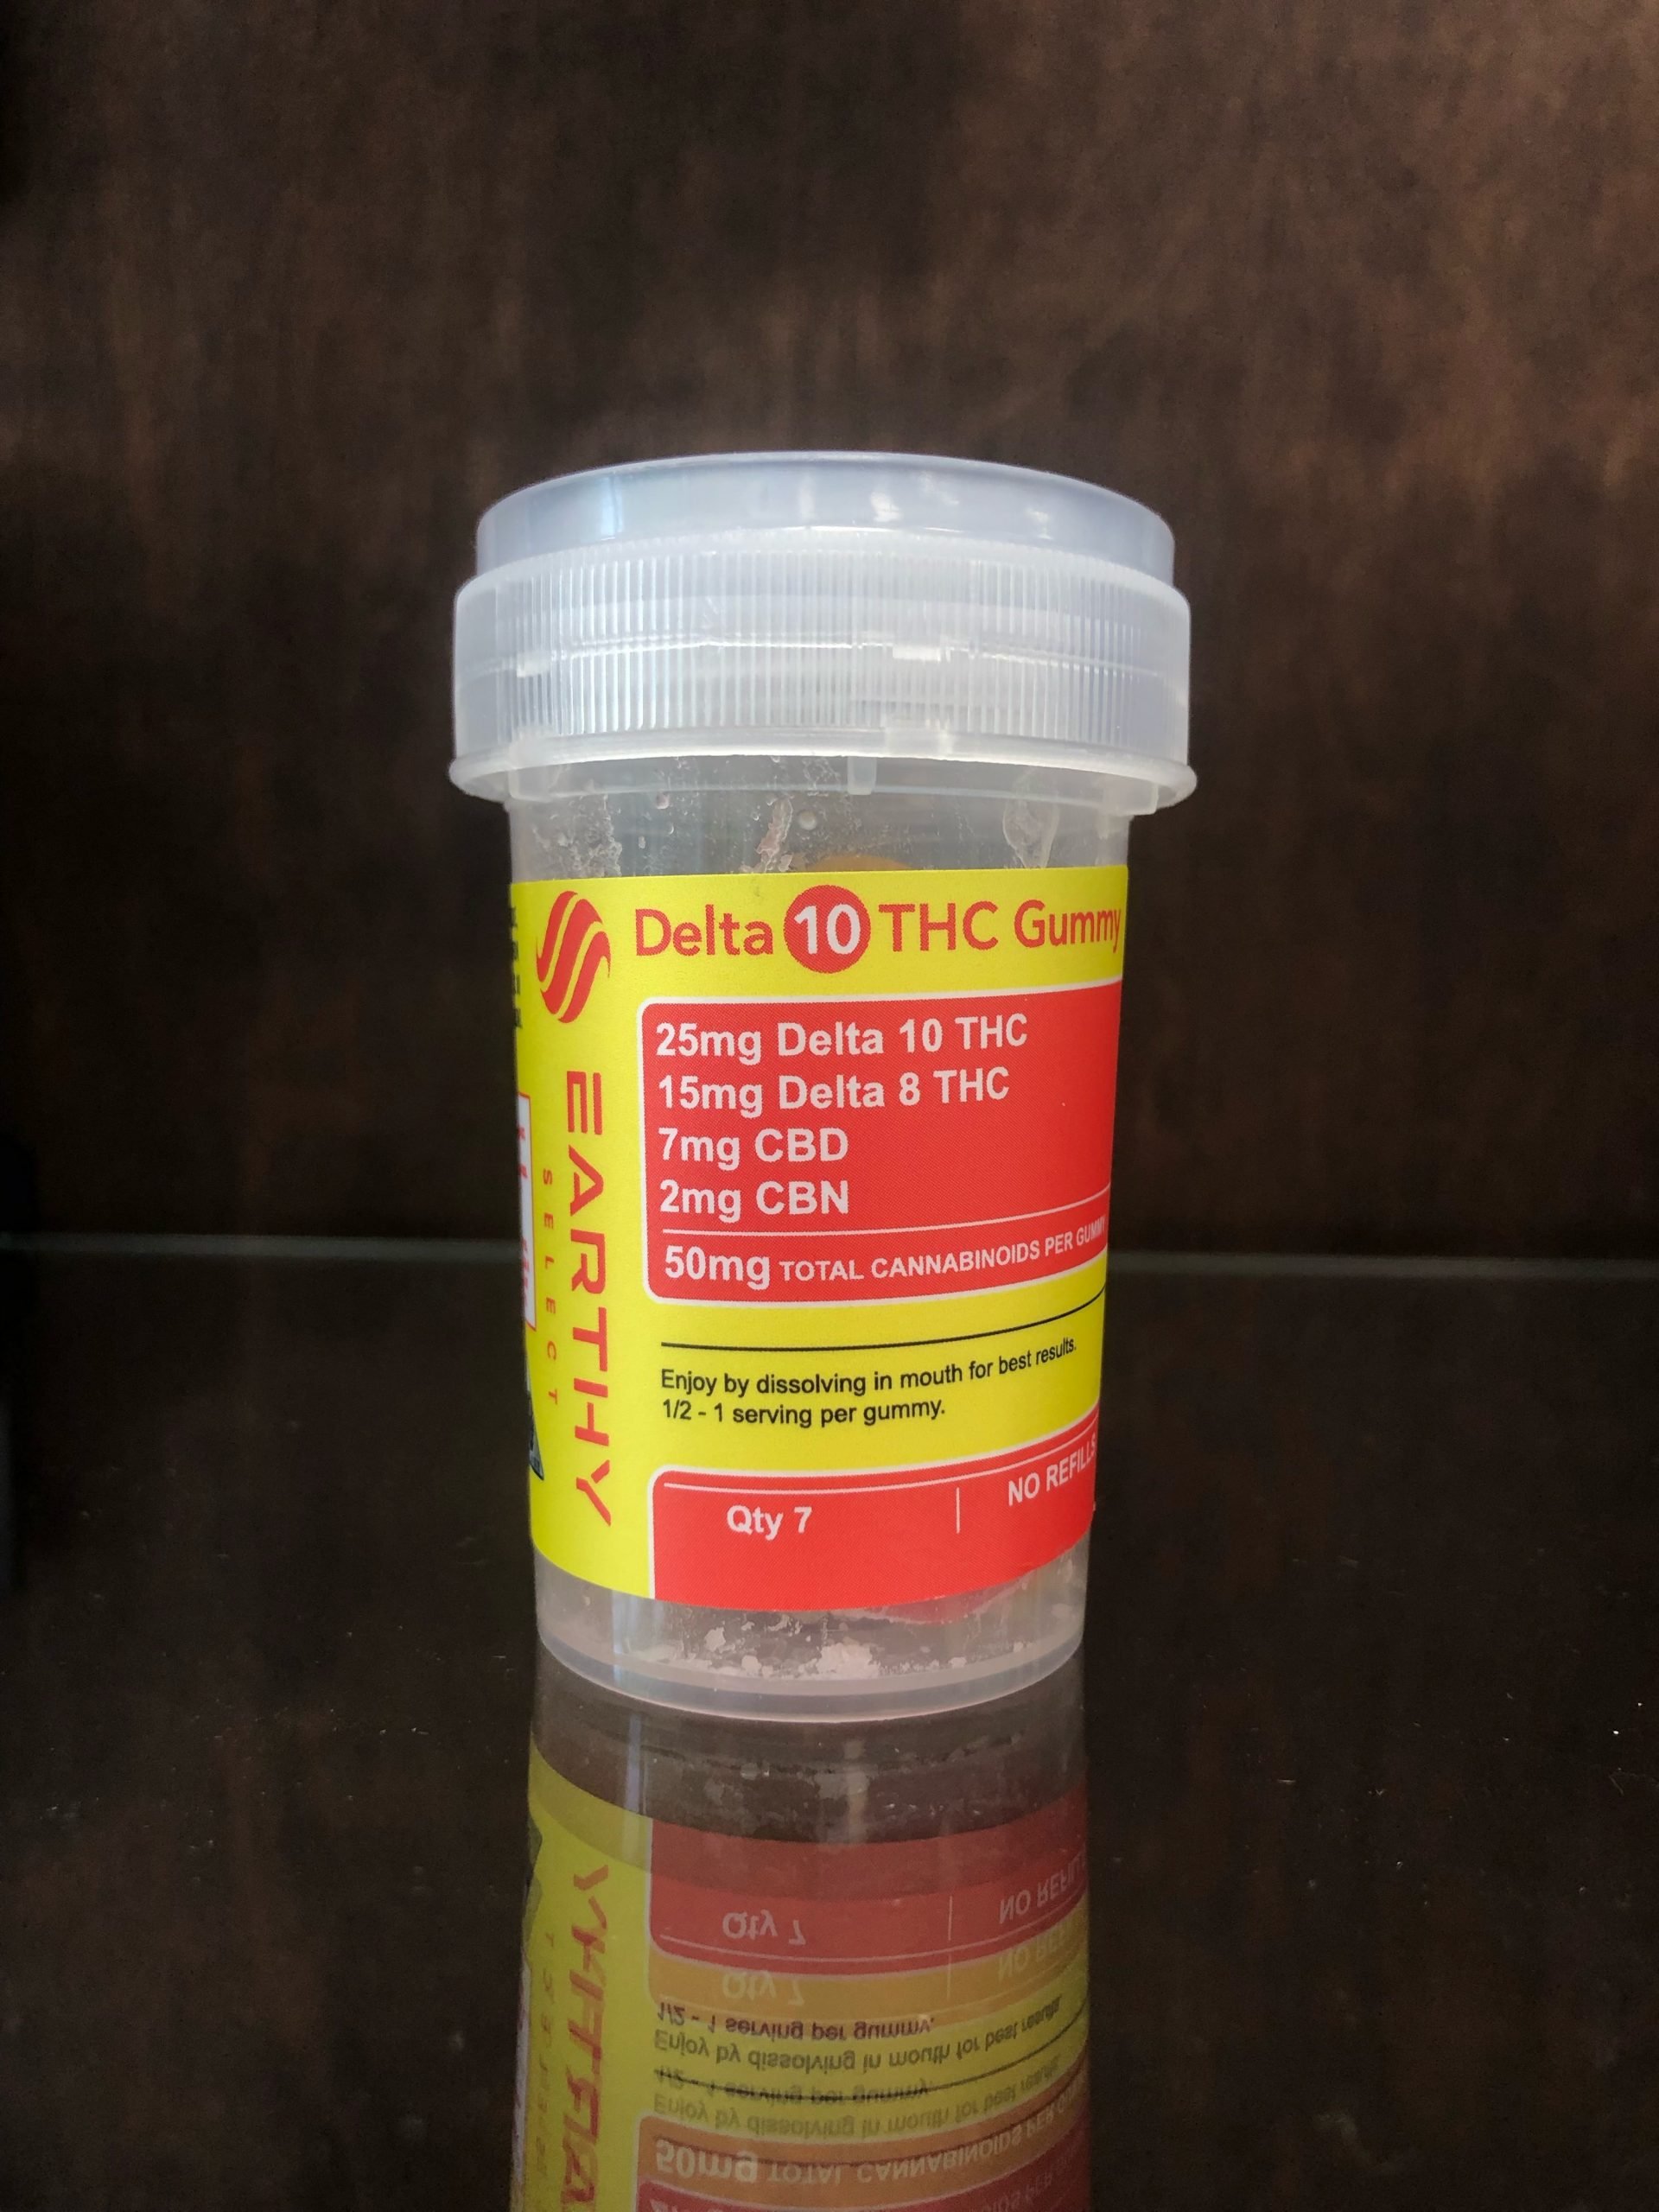 Delta 10 THC Gummy
25mg Delta 10 THC
15mg Delta 8 THC
7mg CBD
2mg CBN
50mg TOTAL CANNABINOIDS PER GUMMY
Enjoy by dissolving in mouth for best results.
1/2 - 1 serving per gummy.
Qty 7
NO REFILLS
EARTHY
SELECT